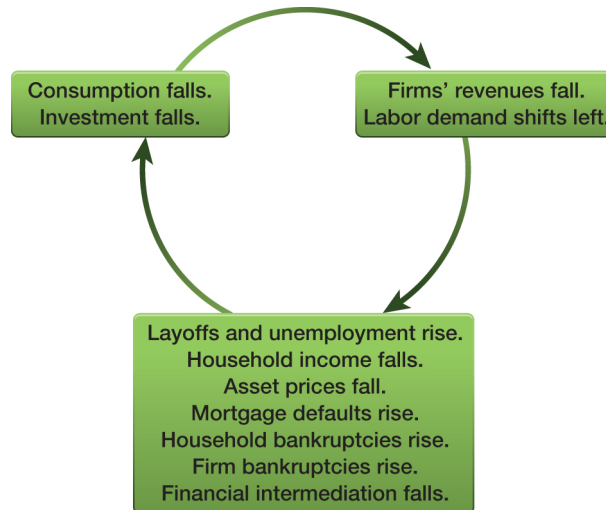 Consumption falls.
Investment falls.
Firms' revenues fall.
Labor demand shifts left.
Layoffs and unemployment rise.
Household income falls.
Asset prices fall.
Mortgage defaults rise.
Household bankruptcies rise.
Firm bankruptcies rise.
Financial intermediation falls.